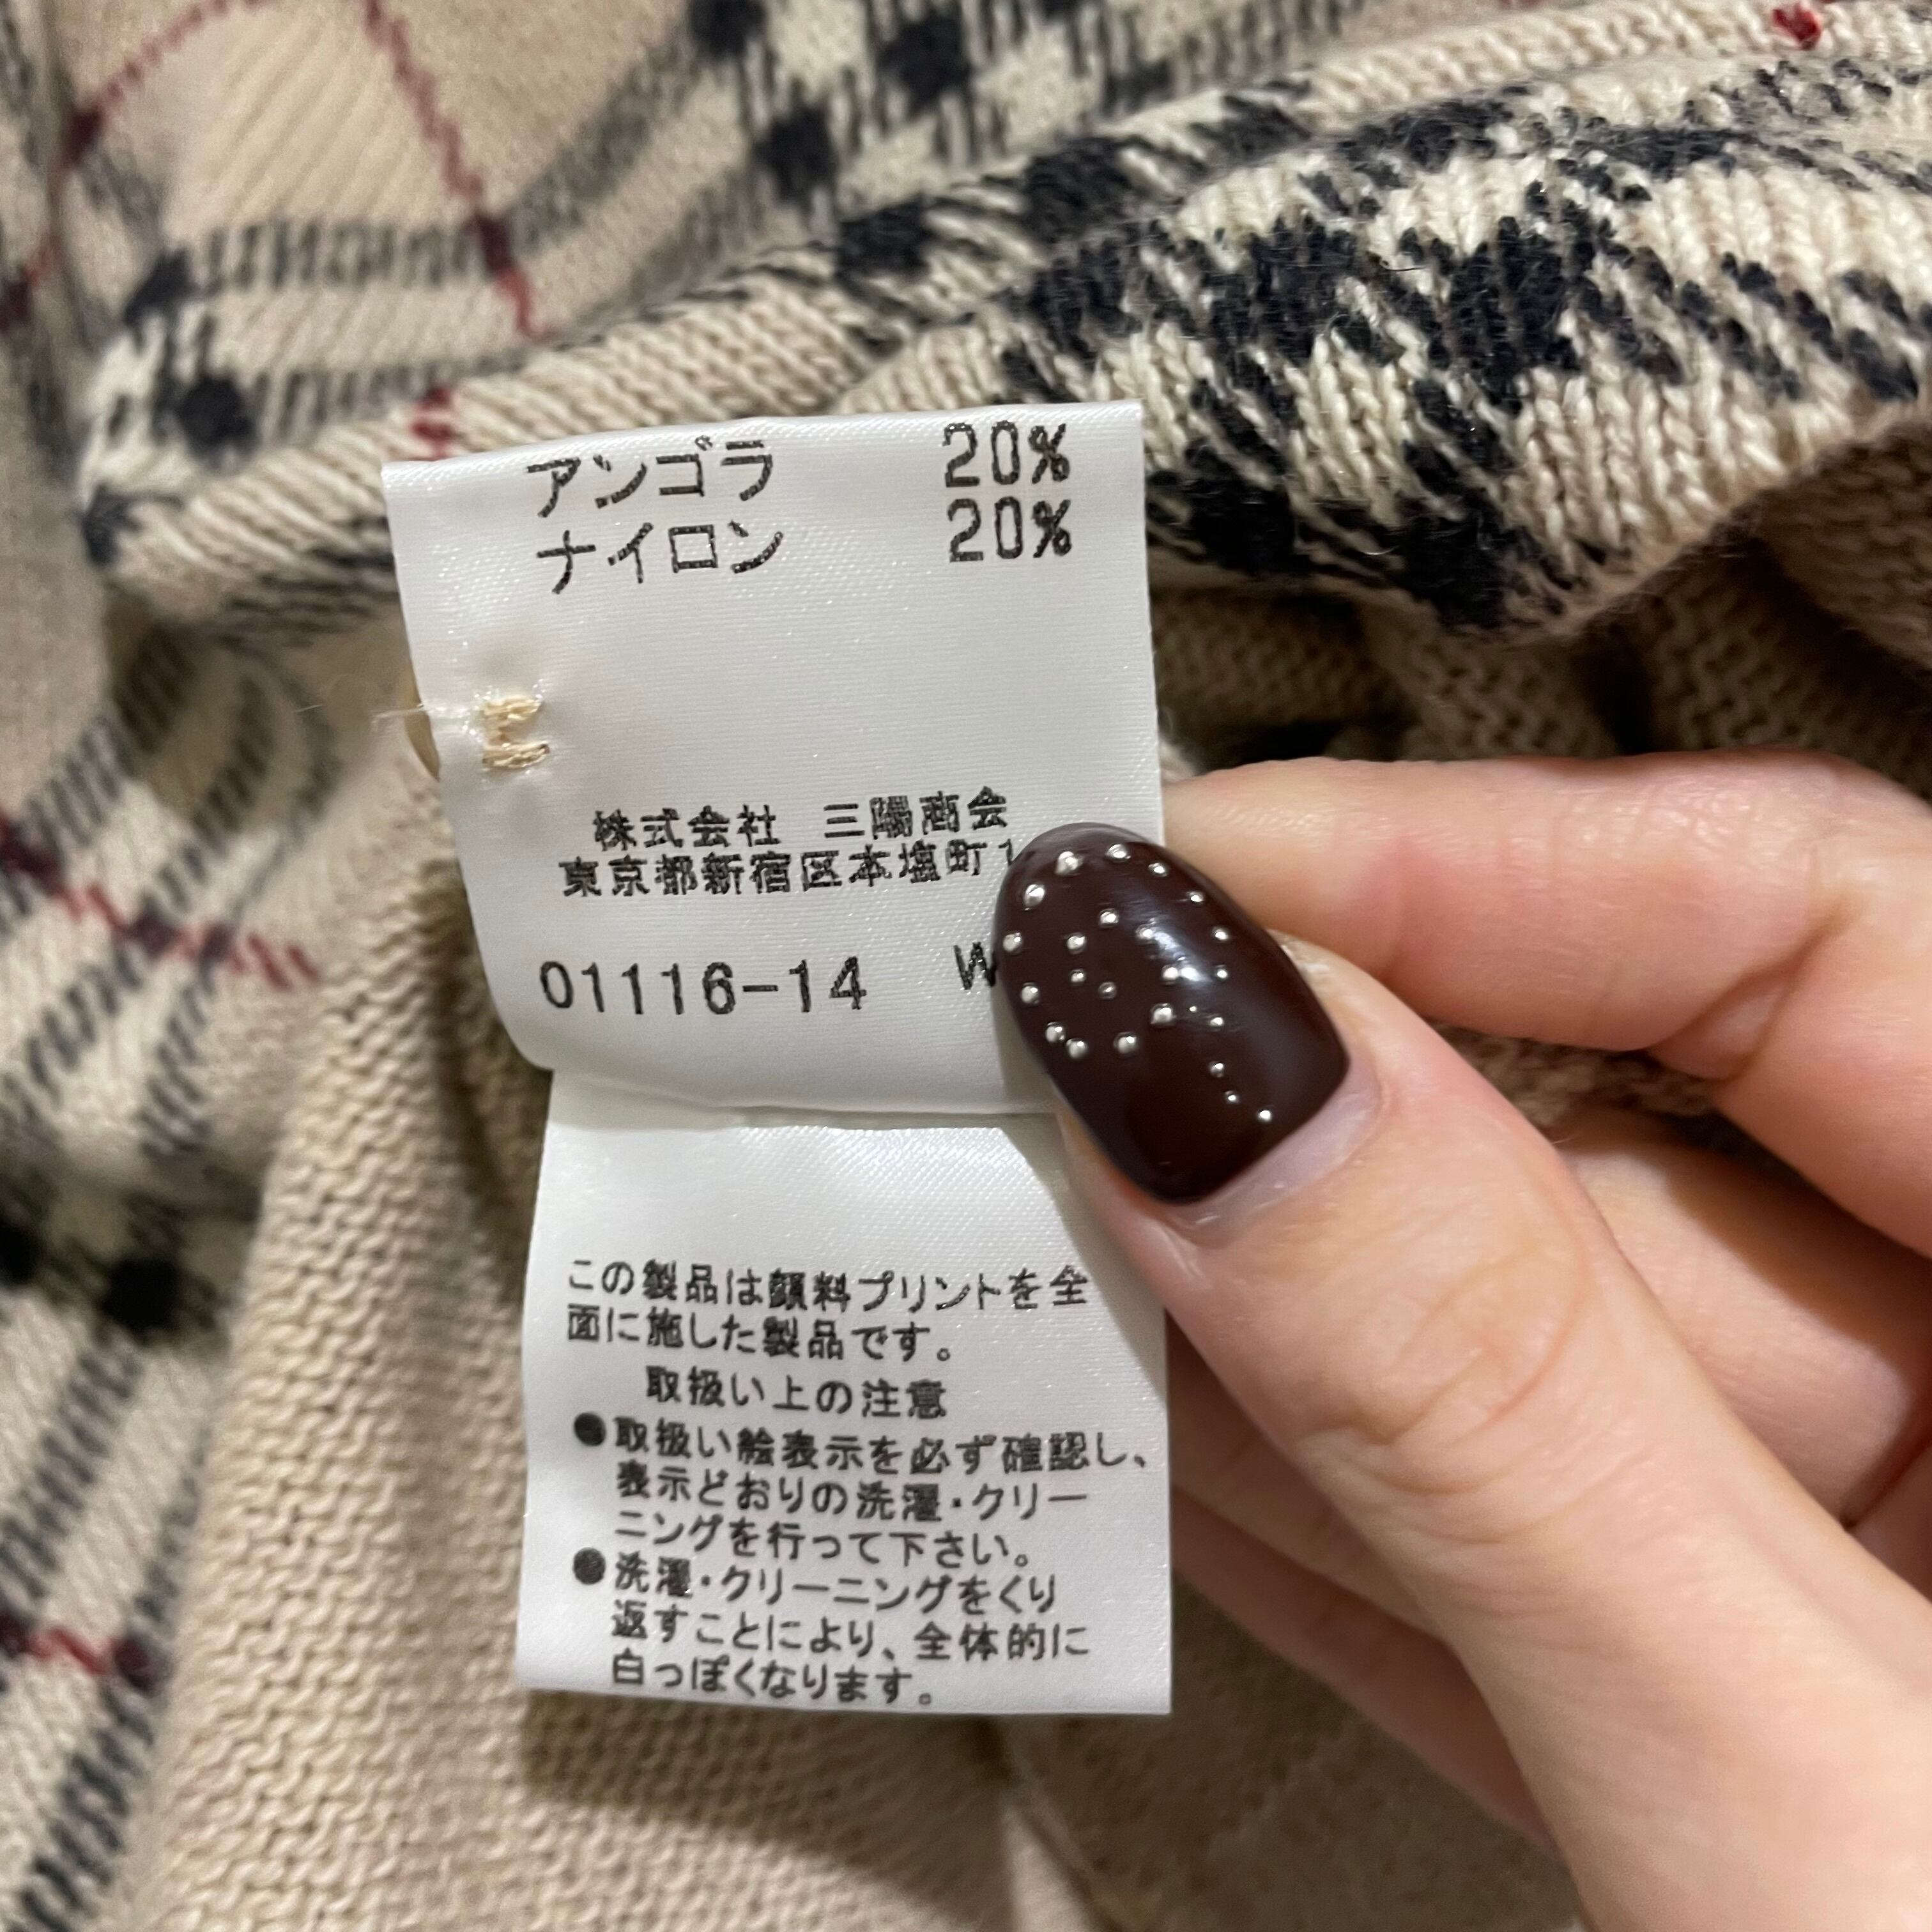 アンゴラ 20%
ナイロン 20%
株式会社 三陽商会
東京都新宿区本塩町1
01116-14 W
この製品は顔料プリントを全
面に施した製品です。
取扱い上の注意
●取扱い絵表示を必ず確認し、
表示どおりの洗濯・クリー
ニングを行って下さい。
●洗濯・クリーニングをくり
返すことにより、全体的に
白っぽくなります。